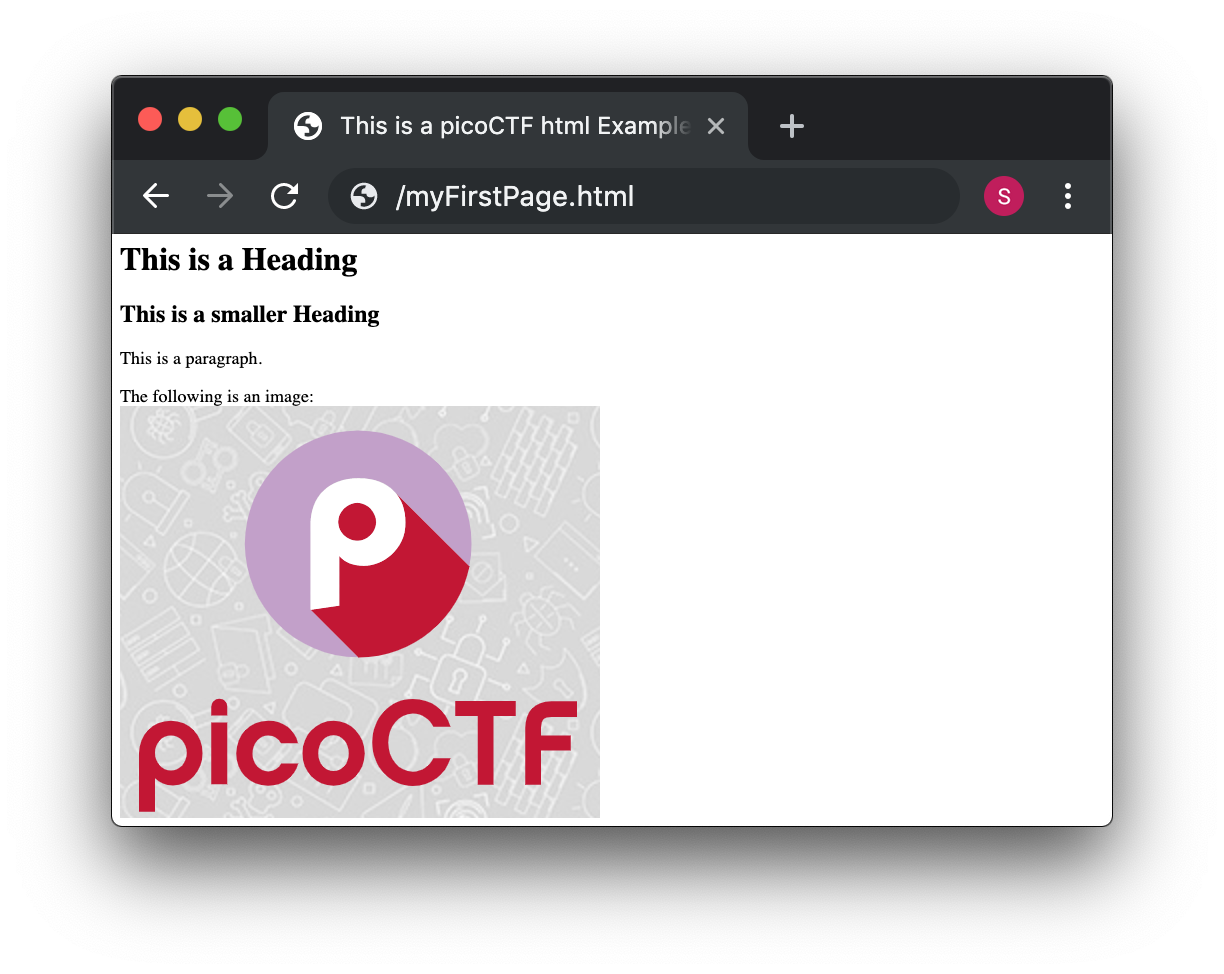 This is a picoCTF html Example
/myFirstPage.html
S
This is a Heading
This is a smaller Heading
This is a paragraph.
The following is an image:
p
picoCTF